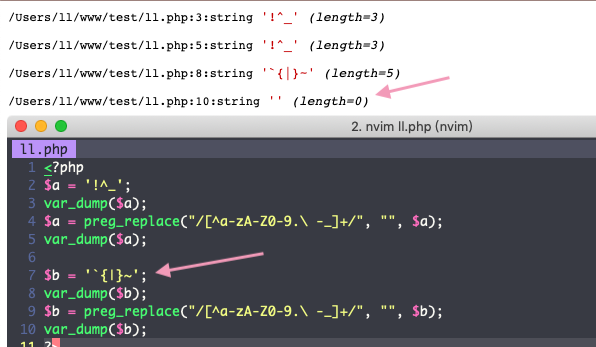 /Users/ll/www/test/ll.php:3:string '!^_' (length=3)
/Users/ll/www/test/ll.php:5:string '!^_' (length=3)
/Users/ll/www/test/ll.php:8:string '`{|}~' (length=5)
/Users/ll/www/test/ll.php:10:string '' (length=0)
2. nvim ll.php (nvim)
ll.php
1 <?php
2 $a = '!^_';
3 var_dump($a);
4 $a = preg_replace("/[^a-zA-Z0-9.\ -_]+/", "", $a);
5 var_dump($a);
6
7 $b = '`{|}~';
8 var_dump($b);
9 $b = preg_replace("/[^a-zA-Z0-9.\ -_]+/", "", $b);
10 var_dump($b);
11 ?>